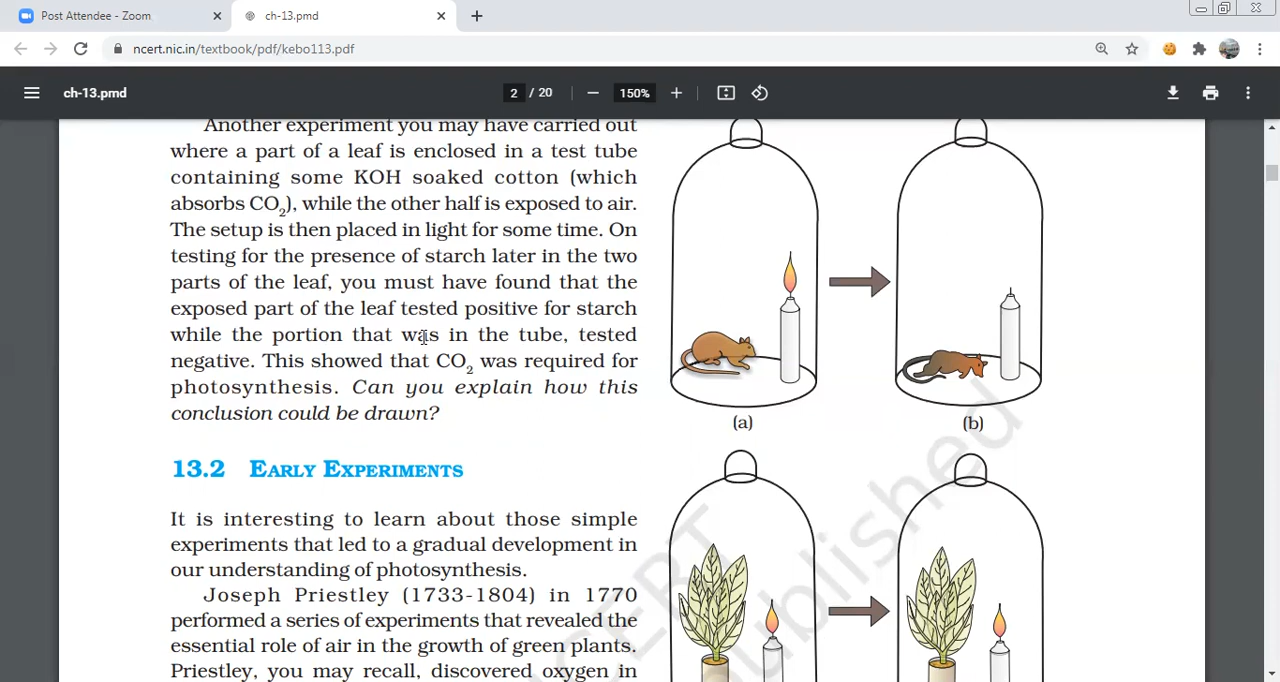 Post Attendee - Zoom
ch-13.pmd
ncert.nic.in/textbook/pdf/kebo113.pdf
ch-13.pmd
2 / 20
150%
Another experiment you may have carried out
where a part of a leaf is enclosed in a test tube
containing some KOH soaked cotton (which
absorbs CO2), while the other half is exposed to air.
The setup is then placed in light for some time. On
testing for the presence of starch later in the two
parts of the leaf, you must have found that the
exposed part of the leaf tested positive for starch
while the portion that was in the tube, tested
negative. This showed that CO2 was required for
photosynthesis. Can you explain how this
conclusion could be drawn?
13.2 EARLY EXPERIMENTS
It is interesting to learn about those simple
experiments that led to a gradual development in
our understanding of photosynthesis.
Joseph Priestley (1733-1804) in 1770
performed a series of experiments that revealed the
essential role of air in the growth of green plants.
Priestley, you may recall, discovered oxygen in
(a)
(b)